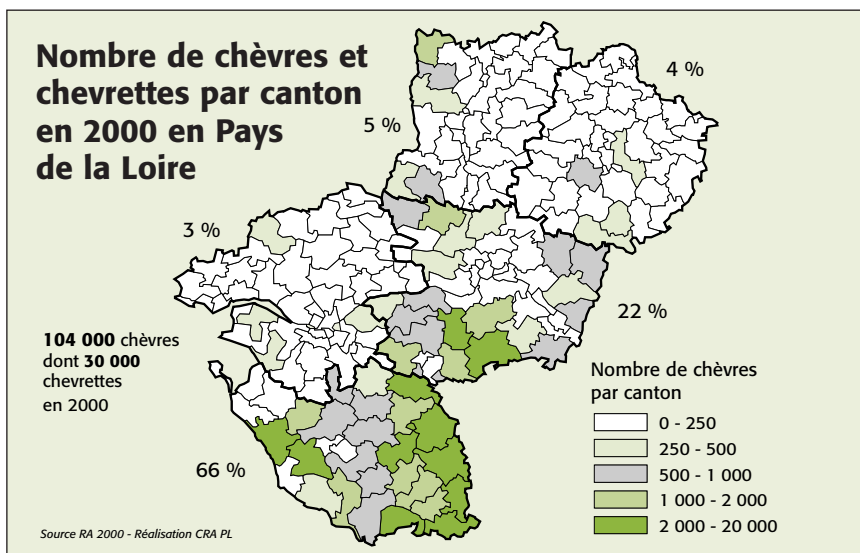 Nombre de chèvres et
chevrettes par canton
en 2000 en Pays
de la Loire
4 %
5 %
3 %
22 %
104 000 chèvres
dont 30 000
chevrettes
en 2000
66 %
Nombre de chèvres
par canton
0 - 250
250 - 500
500 - 1 000
1 000 - 2 000
2 000 - 20 000
Source RA 2000 - Réalisation CRA PL